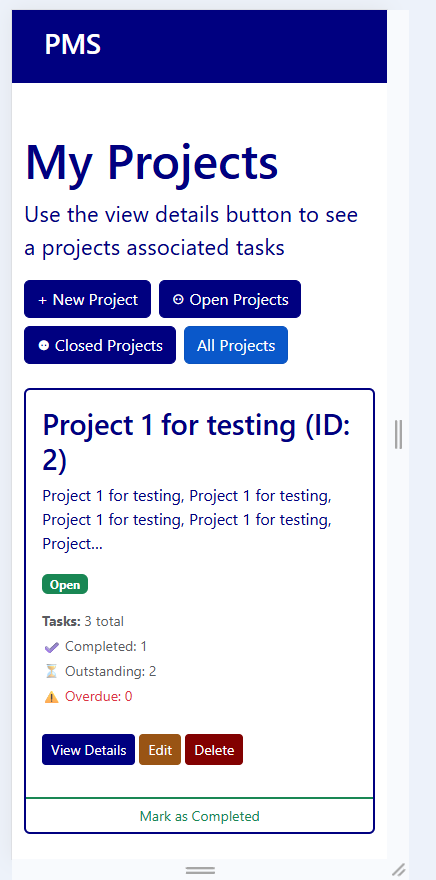 PMS
My Projects
Use the view details button to see
a projects associated tasks
+ New Project
Open Projects
Closed Projects
All Projects
Project 1 for testing (ID:
2)
Project 1 for testing, Project 1 for testing,
Project 1 for testing, Project 1 for testing,
Project...
Open
Tasks: 3 total
Completed: 1
Outstanding: 2
Overdue: 0
View Details
Edit
Delete
Mark as Completed